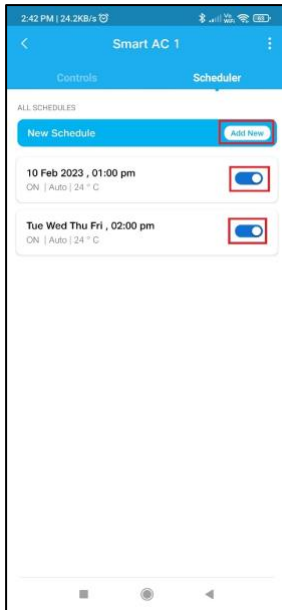 2:42 PM | 24.2KB/s
63
Smart AC 1
Controls
Scheduler
ALL SCHEDULES
New Schedule
Add New
10 Feb 2023 , 01:00 pm
ON | Auto | 24 ° C
Tue Wed Thu Fri , 02:00 pm
ON | Auto | 24 ° C